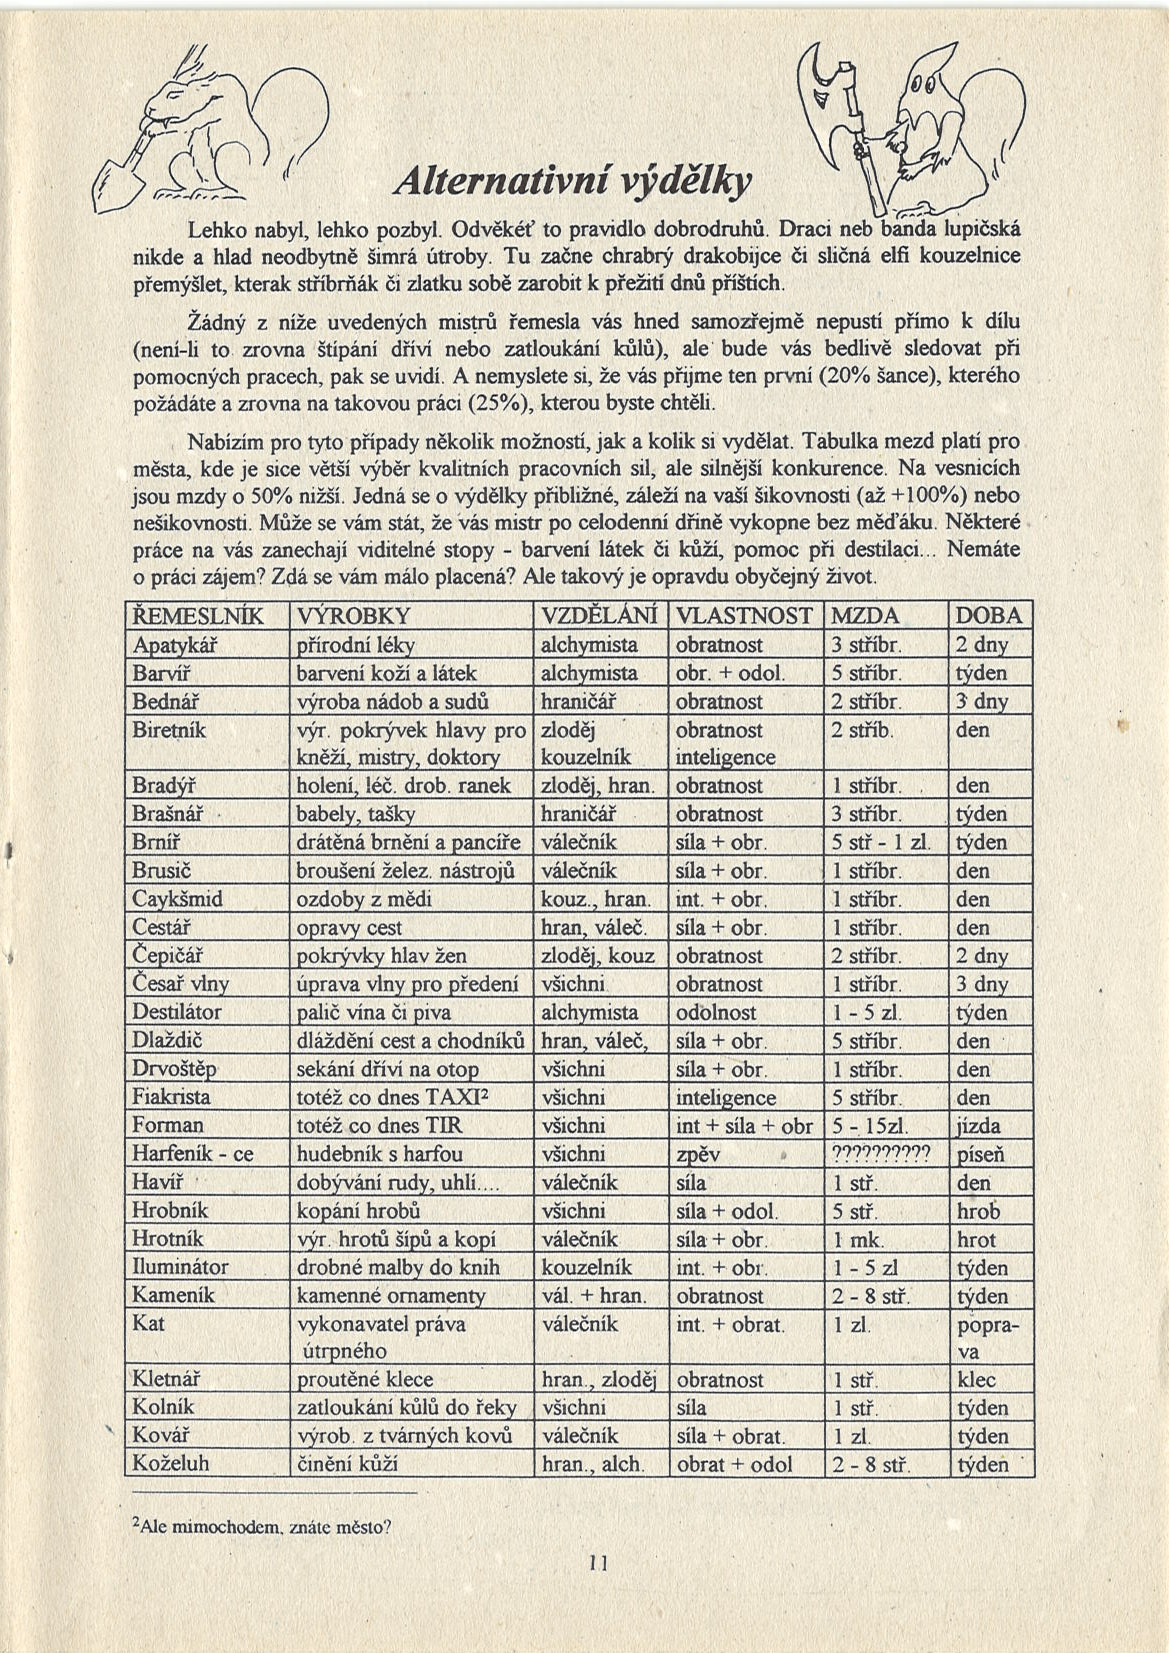 Alternativní výdělky
Lehko nabyl, lehko pozbyl. Odvěkéť to pravidlo dobrodruhů. Draci neb banda lupičská
nikde a hlad neodbytně šimrá útroby. Tu začne chrabrý drakobijce či sličná elfi kouzelnice
přemýšlet, kterak stříbrňák či zlatku sobě zarobit k přežití dnů příštích.
Žádný z níže uvedených mistrů řemesla vás hned samozřejmě nepustí přímo k dílu
(není-li to zrovna štípání dříví nebo zatloukání kůlů), ale bude vás bedlivě sledovat při
pomocných pracech, pak se uvidí. A nemyslete si, že vás přijme ten první (20% šance), kterého
požádáte a zrovna na takovou práci (25%), kterou byste chtěli.
Nabízím pro tyto případy několik možností, jak a kolik si vydělat. Tabulka mezd platí pro
města, kde je sice větší výběr kvalitních pracovních sil, ale silnější konkurence. Na vesnicích
jsou mzdy o 50% nižší. Jedná se o výdělky přibližné, záleží na vaší šikovnosti (až +100%) nebo
nešikovnosti. Může se vám stát, že vás mistr po celodenní dřině vykopne bez měďáku. Některé
práce na vás zanechají viditelné stopy - barvení látek či kůží, pomoc při destilaci... Nemáte
o práci zájem? Zdá se vám málo placená? Ale takový je opravdu obyčejný život.
ŘEMESLNÍK VÝROBKY VZDĚLÁNÍ VLASTNOST MZDA DOBA
Apatykář přírodní léky alchymista obratnost 3 stříbr. 2 dny
Barvíř barvení koží a látek alchymista obr. + odol. 5 stříbr. týden
Bednář výroba nádob a sudů hraničář obratnost 2 stříbr. 3 dny
Biretník výr. pokrývek hlavy pro zloděj obratnost 2 stříb. den
kněží, mistry, doktory kouzelník inteligence
Bradýř holení, léč. drob. ranek zloděj, hran. obratnost 1 stříbr. den
Brašnář babely, tašky hraničář obratnost 3 stříbr. týden
Brníř drátěná brnění a pancíře válečník síla + obr. 5 stř - 1 zl. týden
Brusič broušení želez. nástrojů válečník síla + obr. 1 stříbr. den
Caykšmid ozdoby z mědi kouz., hran. int. + obr. 1 stříbr. den
Cestář opravy cest hran, váleč. síla + obr. 1 stříbr. den
Čepičář pokrývky hlav žen zloděj, kouz obratnost 2 stříbr. 2 dny
Česař vlny úprava vlny pro předení všichni obratnost 1 stříbr. 3 dny
Destilátor palič vína či piva alchymista odolnost 1 - 5 zl. týden
Dlaždič dláždění cest a chodníků hran, váleč, síla + obr. 5 stříbr. den
Drvoštěp sekání dříví na otop všichni síla + obr. 1 stříbr. den
Fiakrista totéž co dnes TAXI² všichni inteligence 5 stříbr. den
Forman totéž co dnes TIR všichni int + síla + obr 5 - 15zl. jízda
Harfeník - ce hudebník s harfou všichni zpěv ?????????? píseň
Havíř dobývání rudy, uhlí.... válečník síla 1 stř. den
Hrobník kopání hrobů všichni síla + odol. 5 stř. hrob
Hrotník výr. hrotů šípů a kopí válečník síla + obr. 1 mk. hrot
Iluminátor drobné malby do knih kouzelník int. + obr. 1 - 5 zl týden
Kameník kamenné ornamenty vál. + hran. obratnost 2 - 8 stř. týden
Kat vykonavatel práva válečník int. + obrat. 1 zl. popra-
útrpného va
Kletnář proutěné klece hran., zloděj obratnost 1 stř. klec
Kolník zatloukání kůlů do řeky všichni síla 1 stř. týden
Kovář výrob. z tvárných kovů válečník síla + obrat. 1 zl. týden
Koželuh činění kůží hran., alch. obrat + odol 2 - 8 stř. týden
²Ale mimochodem, znáte město?
11